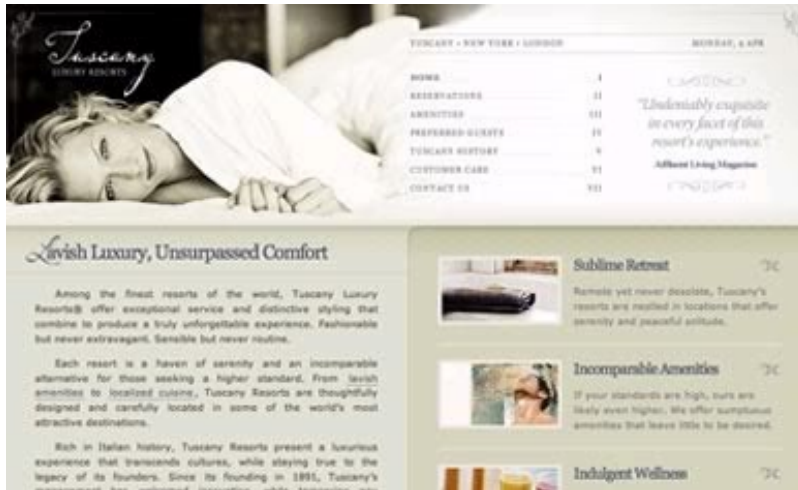 Tuscany
LUXURY RESORTS
TUSCANY • NEW YORK • LONDON
MONDAY, 2 APR
HOME I
RESERVATIONS II
AMENITIES III
PREFERRED GUESTS IV
TUSCANY HISTORY V
CUSTOMER CARE VI
CONTACT US VII
"Undeniably exquisite
in every facet of this
resort's experience."
Affluent Living Magazine
Lavish Luxury, Unsurpassed Comfort
Among the finest resorts of the world, Tuscany Luxury
Resorts® offer exceptional service and distinctive styling that
combine to produce a truly unforgettable experience. Fashionable
but never extravagant. Sensible but never routine.
Each resort is a haven of serenity and an incomparable
alternative for those seeking a higher standard. From lavish
amenities to localized cuisine, Tuscany Resorts are thoughtfully
designed and carefully located in some of the world's most
attractive destinations.
Rich in Italian history, Tuscany Resorts present a luxurious
experience that transcends cultures, while staying true to the
legacy of its founders. Since its founding in 1891, Tuscany's
Sublime Retreat
Remote yet never desolate, Tuscany's
resorts are nestled in locations that offer
serenity and peaceful solitude.
Incomparable Amenities
If your standards are high, ours are
likely even higher. We offer sumptuous
amenities that leave little to be desired.
Indulgent Wellness